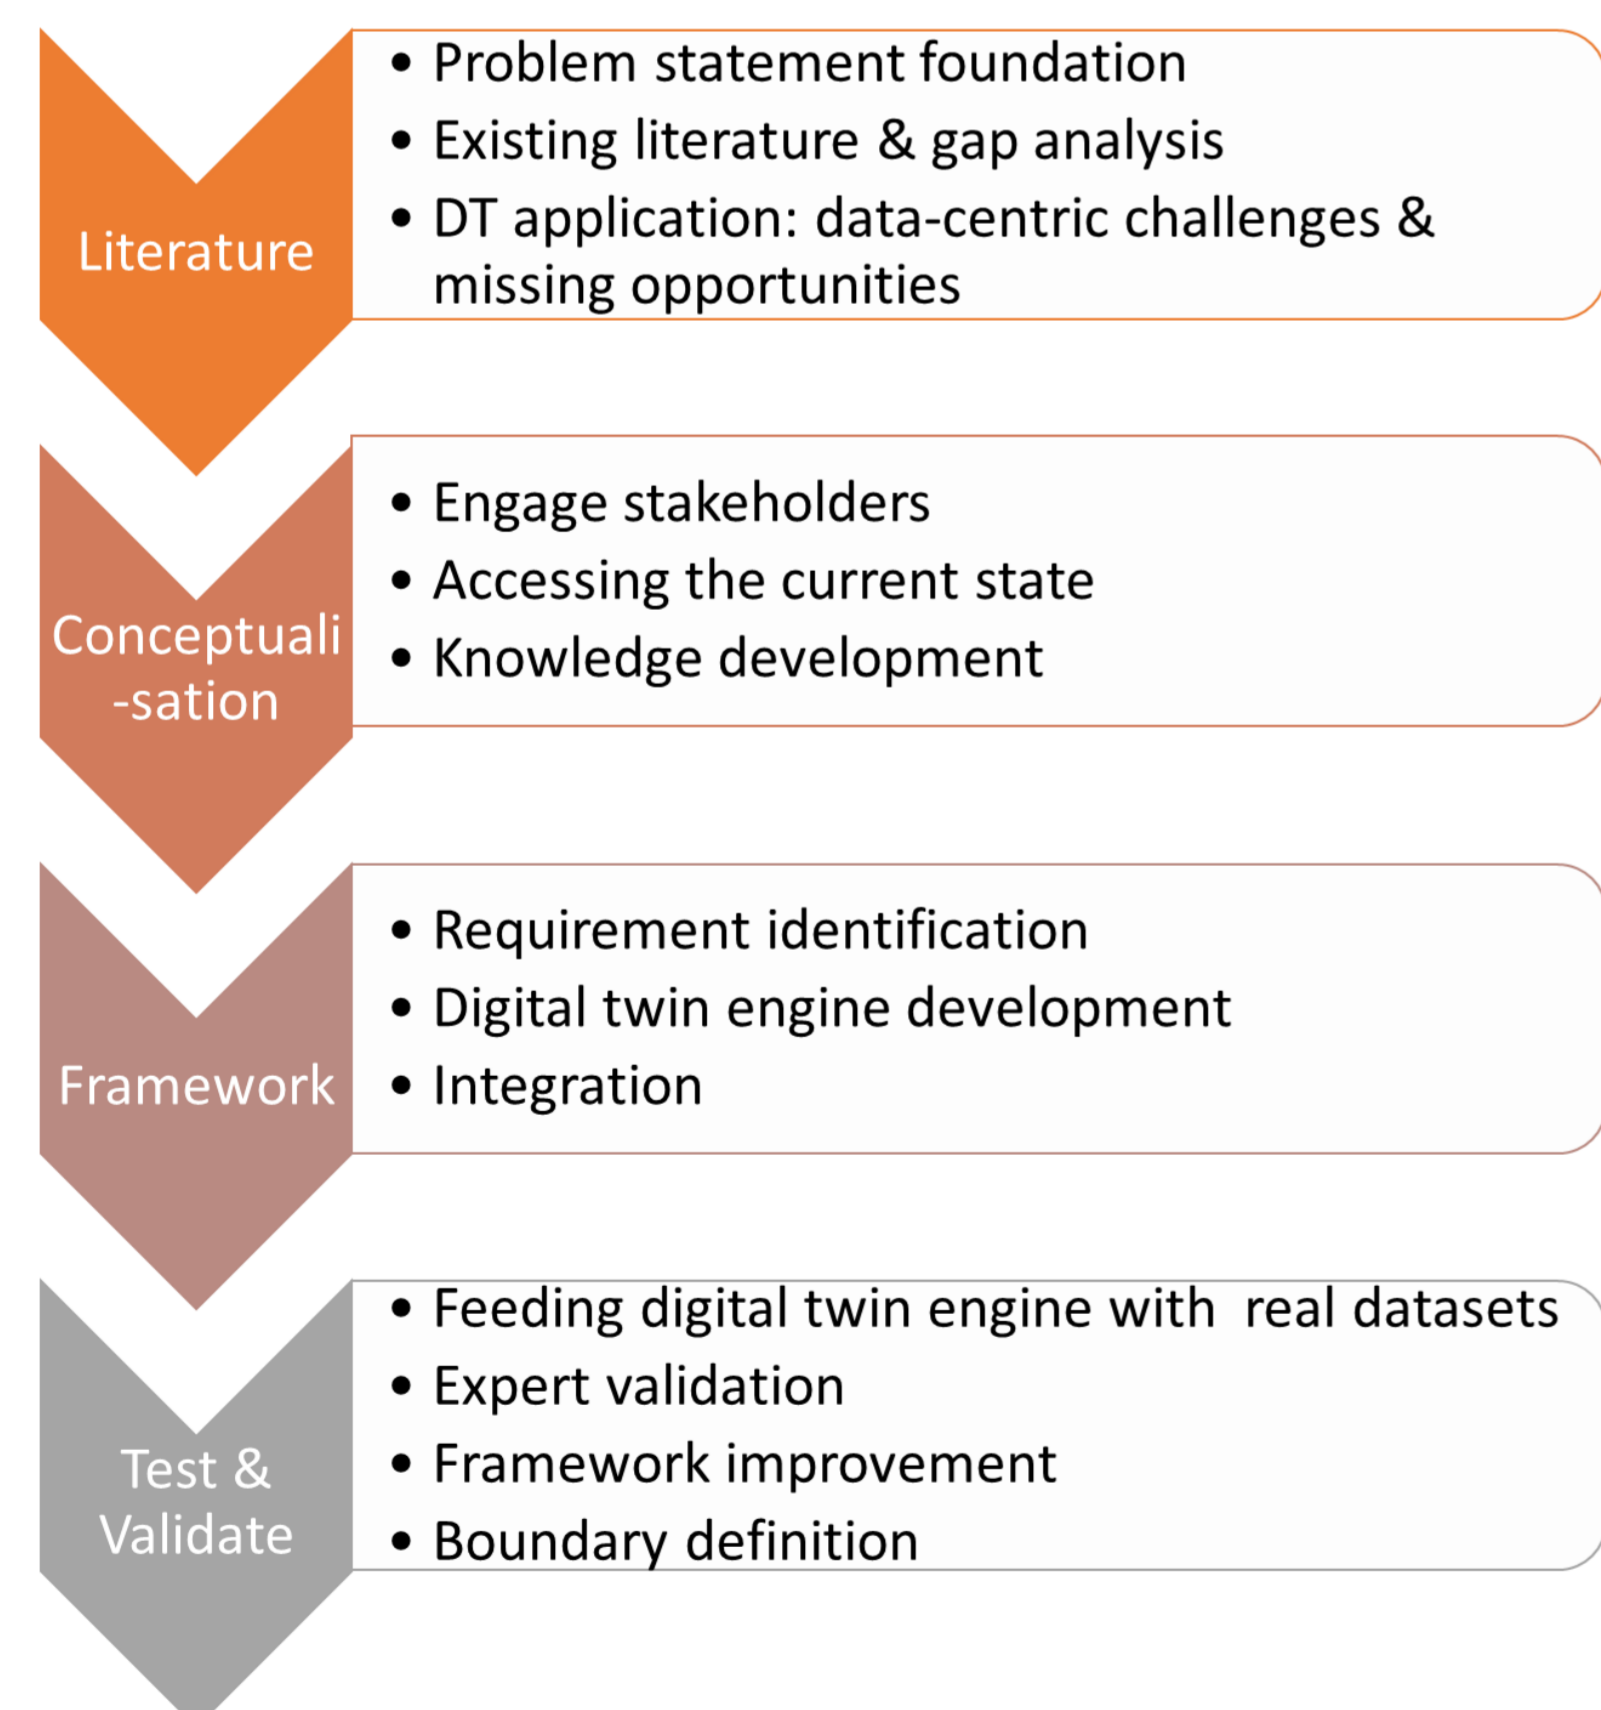 Literature
• Problem statement foundation
• Existing literature & gap analysis
• DT application: data-centric challenges &
missing opportunities
Conceptuali
-sation
• Engage stakeholders
• Accessing the current state
• Knowledge development
Framework
• Requirement identification
• Digital twin engine development
• Integration
Test &
Validate
• Feeding digital twin engine with  real datasets
• Expert validation
• Framework improvement
• Boundary definition